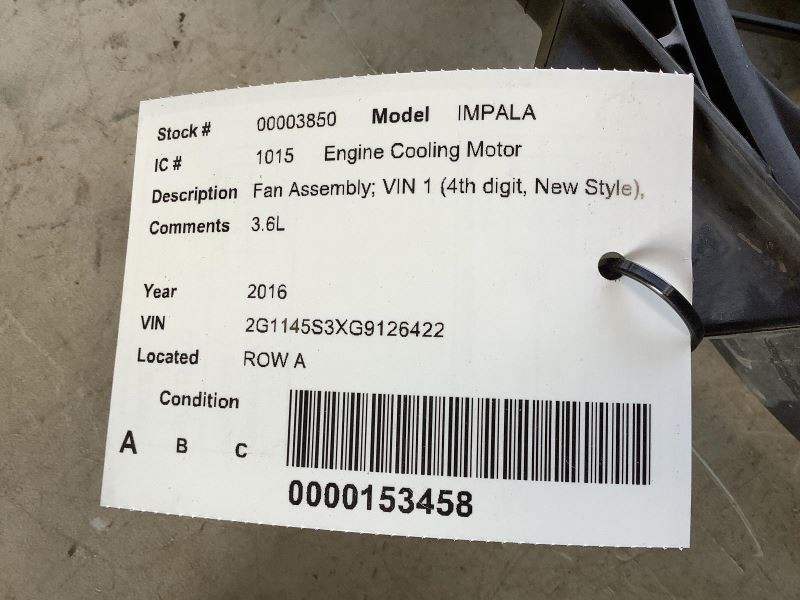 Stock # 00003850 Model IMPALA
IC # 1015 Engine Cooling Motor
Description Fan Assembly; VIN 1 (4th digit, New Style),
Comments 3.6L
Year 2016
VIN 2G1145S3XG9126422
Located ROW A
Condition
A B C
0000153458